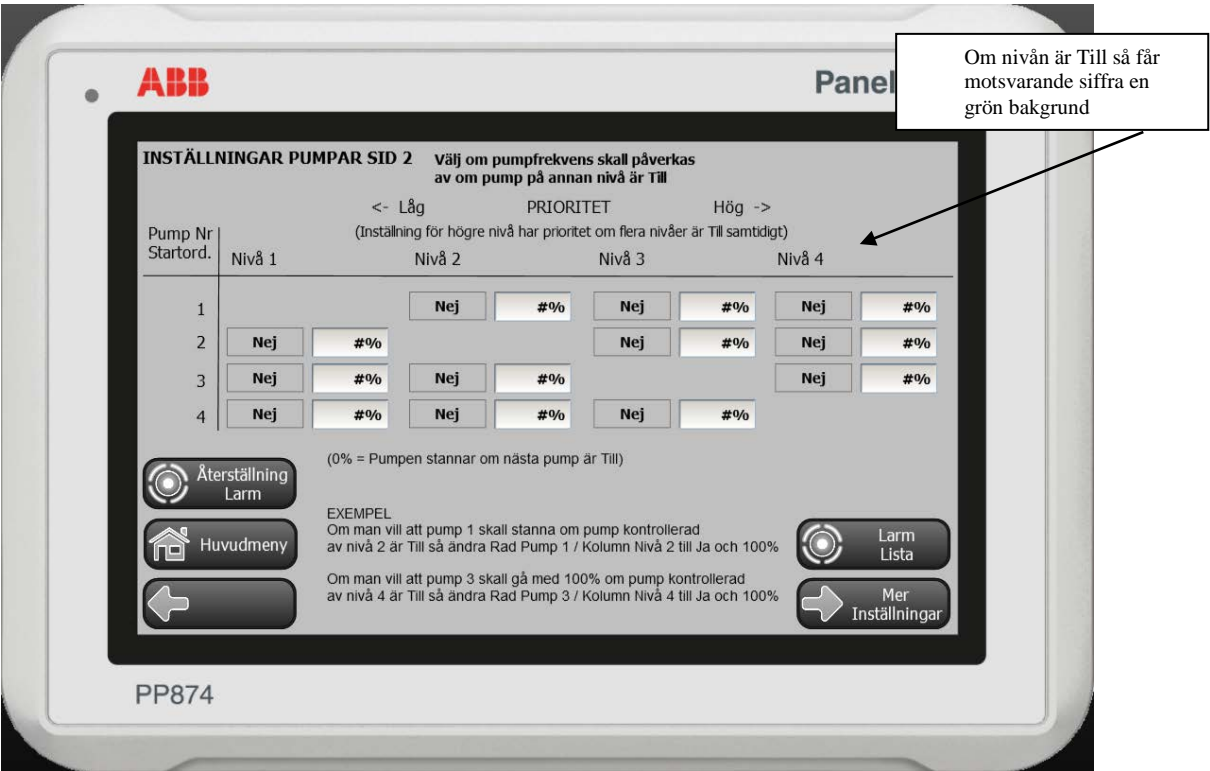 Om nivån är Till så får
motsvarande siffra en
grön bakgrund
ABB
Panel
INSTÄLLNINGAR PUMPAR SID 2
Välj om pumpfrekvens skall påverkas
av om pump på annan nivå är Till
<- Låg PRIORITET Hög ->
(Inställning för högre nivå har prioritet om flera nivåer är Till samtidigt)
Pump Nr
Startord. Nivå 1 Nivå 2 Nivå 3 Nivå 4
1 Nej #% Nej #% Nej #%
2 Nej #% Nej #% Nej #%
3 Nej #% Nej #% Nej #%
4 Nej #% Nej #% Nej #%
(0% = Pumpen stannar om nästa pump är Till)
Återställning
Larm
EXEMPEL
Om man vill att pump 1 skall stanna om pump kontrollerad
av nivå 2 är Till så ändra Rad Pump 1 / Kolumn Nivå 2 till Ja och 100%
Huvudmeny
Larm
Lista
Om man vill att pump 3 skall gå med 100% om pump kontrollerad
av nivå 4 är Till så ändra Rad Pump 3 / Kolumn Nivå 4 till Ja och 100%
Mer
Inställningar
PP874